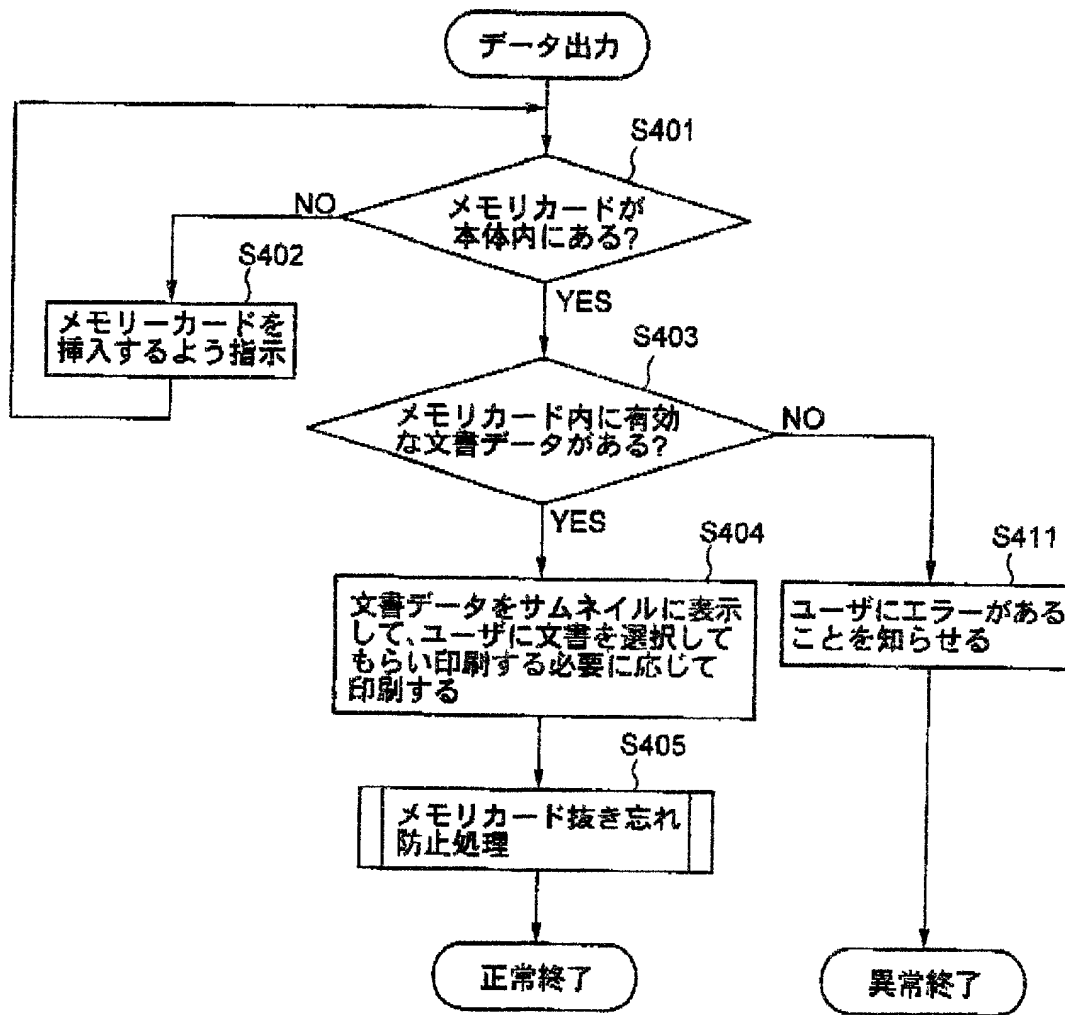 データ出力
S401
メモリカードが
本体内にある?
NO
YES
S402
メモリーカードを
挿入するよう指示
S403
メモリカード内に有効
な文書データがある?
NO
YES
S404
文書データをサムネイルに表示
して、ユーザに文書を選択して
もらい印刷する必要に応じて
印刷する
S411
ユーザにエラーがある
ことを知らせる
S405
メモリカード抜き忘れ
防止処理
正常終了
異常終了